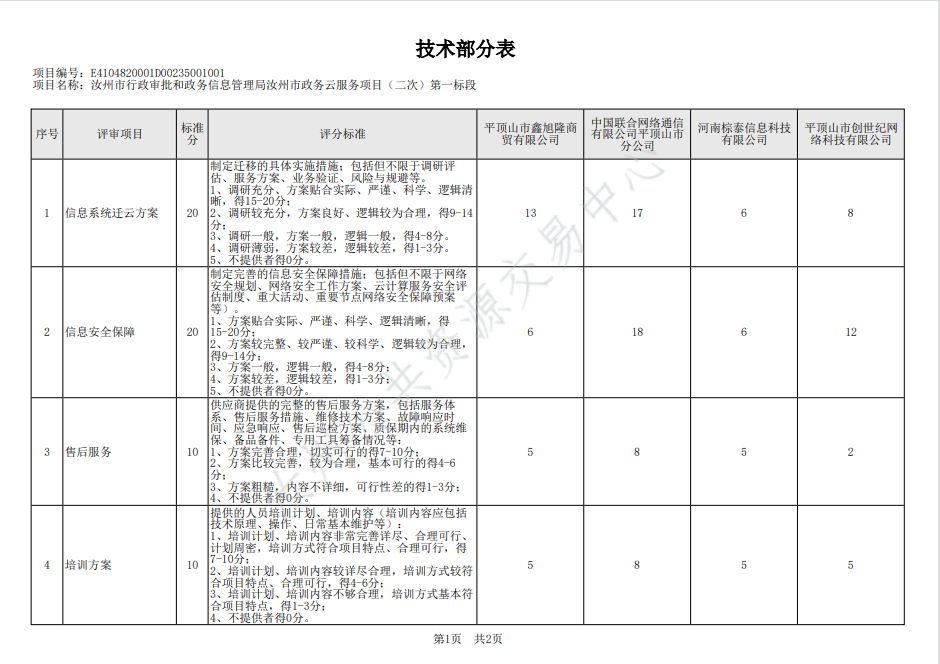 技术部分表
项目编号：E4104820001D00235001001
项目名称：汝州市行政审批和政务信息管理局汝州市政务云服务项目（二次）第一标段
序号
评审项目
标准
分
评分标准
平顶山市鑫旭隆商
贸有限公司
中国联合网络通信
有限公司平顶山市
分公司
河南棕泰信息科技
有限公司
平顶山市创世纪网
络科技有限公司
1
信息系统迁云方案
20
制定迁移的具体实施措施；包括但不限于调研评
估、服务方案、业务验证、风险与规避等。
1、调研充分、方案贴合实际、严谨、科学、逻辑清
晰，得15-20分；
2、调研较充分，方案良好、逻辑较为合理，得9-14
分；
3、调研一般，方案一般，逻辑一般，得4-8分。
4、调研薄弱，方案较差，逻辑较差，得1-3分。
5、不提供者得0分。
13
17
6
8
2
信息安全保障
20
制定完善的信息安全保障措施；包括但不限于网络
安全规划、网络安全工作方案、云计算服务安全评
估制度、重大活动、重要节点网络安全保障预案
等）。
1、方案贴合实际、严谨、科学、逻辑清晰，得
15-20分；
2、方案较完整、较严谨、较科学、逻辑较为合理，
得9-14分；
3、方案一般，逻辑一般，得4-8分；
4、方案较差，逻辑较差，得1-3分；
5、不提供者得0分。
6
18
6
12
3
售后服务
10
供应商提供的完整的售后服务方案，包括服务体
系、售后服务措施、维修技术方案、故障响应时
间、应急响应、售后巡检方案、质保期内的系统维
保、备品备件、专用工具筹备情况等：
1、方案完善合理，切实可行的得7-10分；
2、方案比较完善，较为合理，基本可行的得4-6
分；
3、方案粗糙，内容不详细，可行性差的得1-3分；
4、不提供者得0分。
5
8
5
2
4
培训方案
10
提供的人员培训计划、培训内容（培训内容应包括
技术原理、操作、日常基本维护等）：
1、培训计划、培训内容非常完善详尽、合理可行、
计划周密，培训方式符合项目特点、合理可行，得
7-10分；
2、培训计划、培训内容较详尽合理，培训方式较符
合项目特点、合理可行，得4-6分；
3、培训计划、培训内容不够合理，培训方式基本符
合项目特点，得1-3分；
4、不提供者得0分。
5
8
5
5
第1页 共2页
共资源交易中心